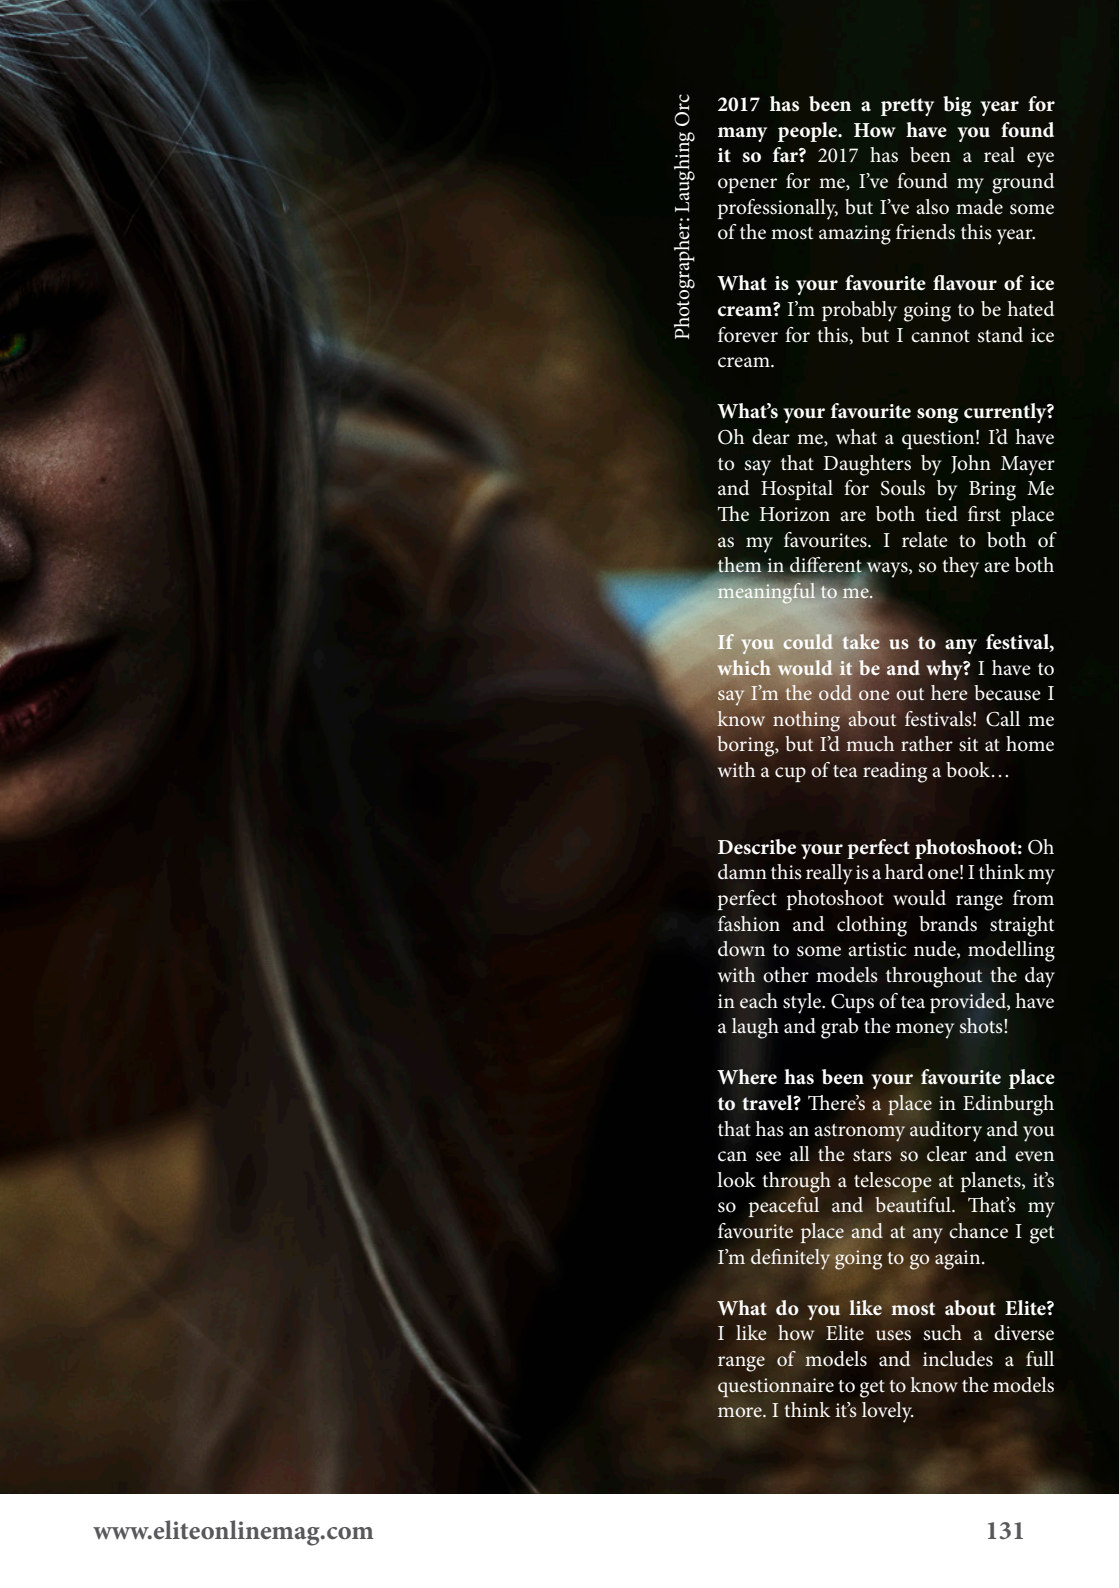 Photographer: Laughing Orc
2017 has been a pretty big year for
many people. How have you found
it so far? 2017 has been a real eye
opener for me, I've found my ground
professionally, but I've also made some
of the most amazing friends this year.
What is your favourite flavour of ice
cream? I'm probably going to be hated
forever for this, but I cannot stand ice
cream.
What's your favourite song currently?
Oh dear me, what a question! I'd have
to say that Daughters by John Mayer
and Hospital for Souls by Bring Me
The Horizon are both tied first place
as my favourites. I relate to both of
them in different ways, so they are both
meaningful to me.
If you could take us to any festival,
which would it be and why? I have to
say I'm the odd one out here because I
know nothing about festivals! Call me
boring, but I'd much rather sit at home
with a cup of tea reading a book…
Describe your perfect photoshoot: Oh
damn this really is a hard one! I think my
perfect photoshoot would range from
fashion and clothing brands straight
down to some artistic nude, modelling
with other models throughout the day
in each style. Cups of tea provided, have
a laugh and grab the money shots!
Where has been your favourite place
to travel? There's a place in Edinburgh
that has an astronomy auditory and you
can see all the stars so clear and even
look through a telescope at planets, it's
so peaceful and beautiful. That's my
favourite place and at any chance I get
I'm definitely going to go again.
What do you like most about Elite?
I like how Elite uses such a diverse
range of models and includes a full
questionnaire to get to know the models
more. I think it's lovely.
www.eliteonlinemag.com
131